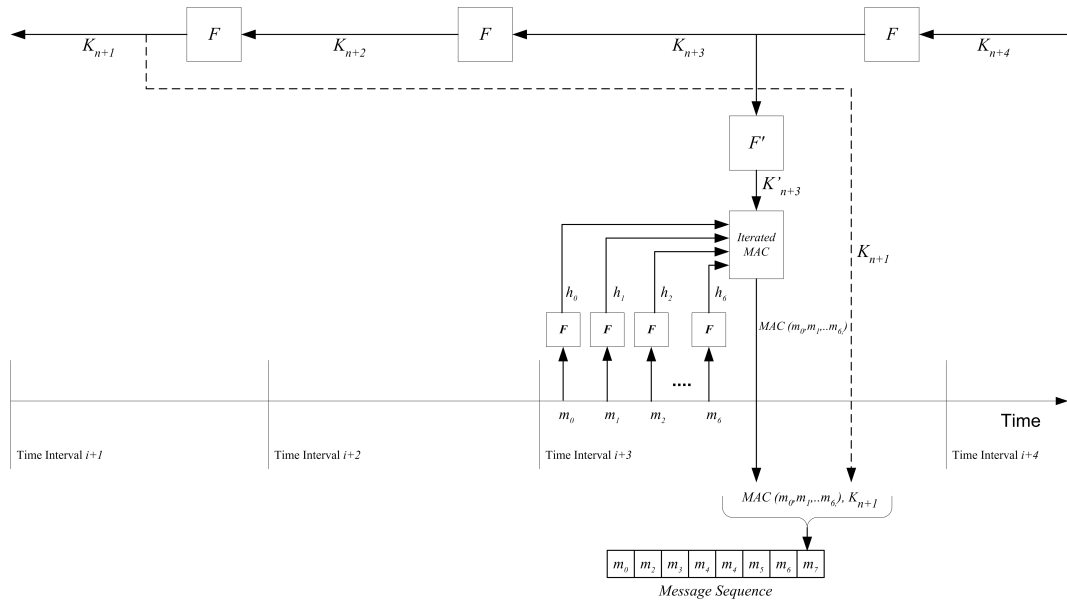 K_{n+1} F K_{n+2} F K_{n+3} F K_{n+4}
F'
K'_{n+3}
Iterated
MAC
K_{n+1}
h_0 h_1 h_2 h_6
F F F F
MAC (m_0,m_1,..m_6,)
....
m_0 m_1 m_2 m_6
Time
Time Interval i+1 Time Interval i+2 Time Interval i+3 Time Interval i+4
MAC (m_0,m_1,..m_6,), K_{n+1}
m_0 m_2 m_3 m_4 m_4 m_5 m_6 m_7
Message Sequence